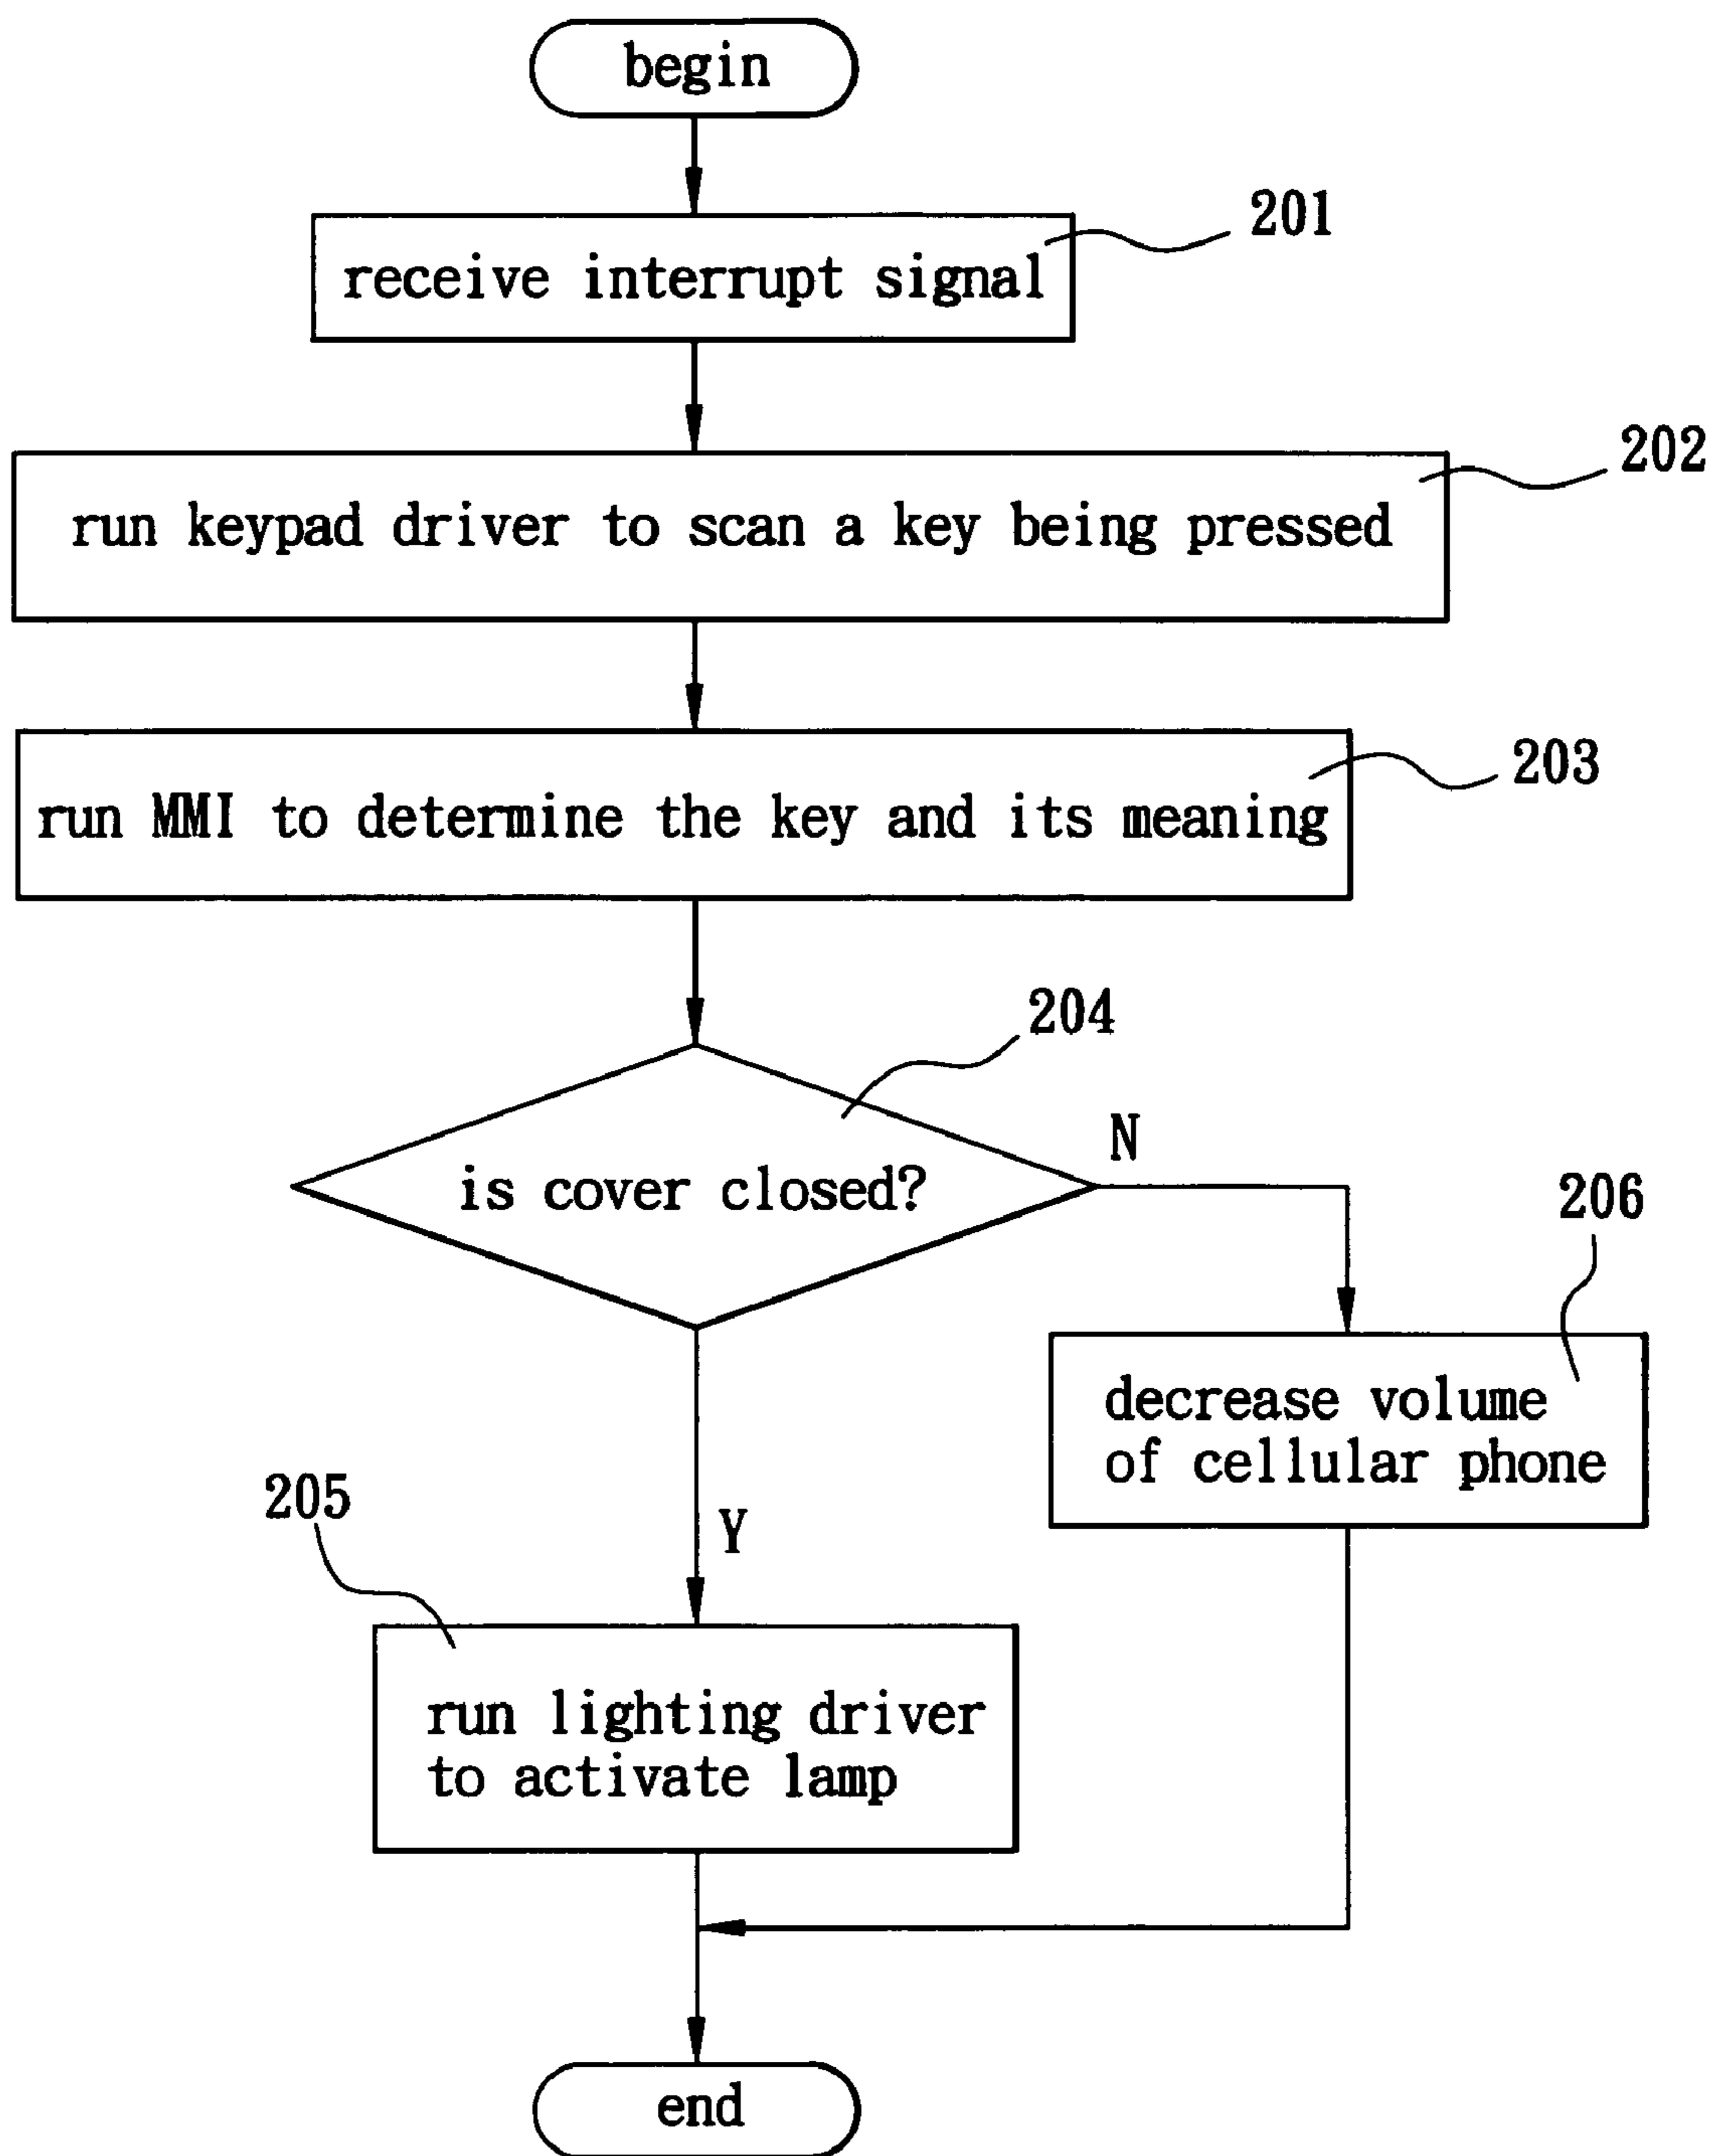 begin
201
receive interrupt signal
202
run keypad driver to scan a key being pressed
203
run MMI to determine the key and its meaning
204
is cover closed?
N
206
decrease volume
of cellular phone
205
Y
run lighting driver
to activate lamp
end